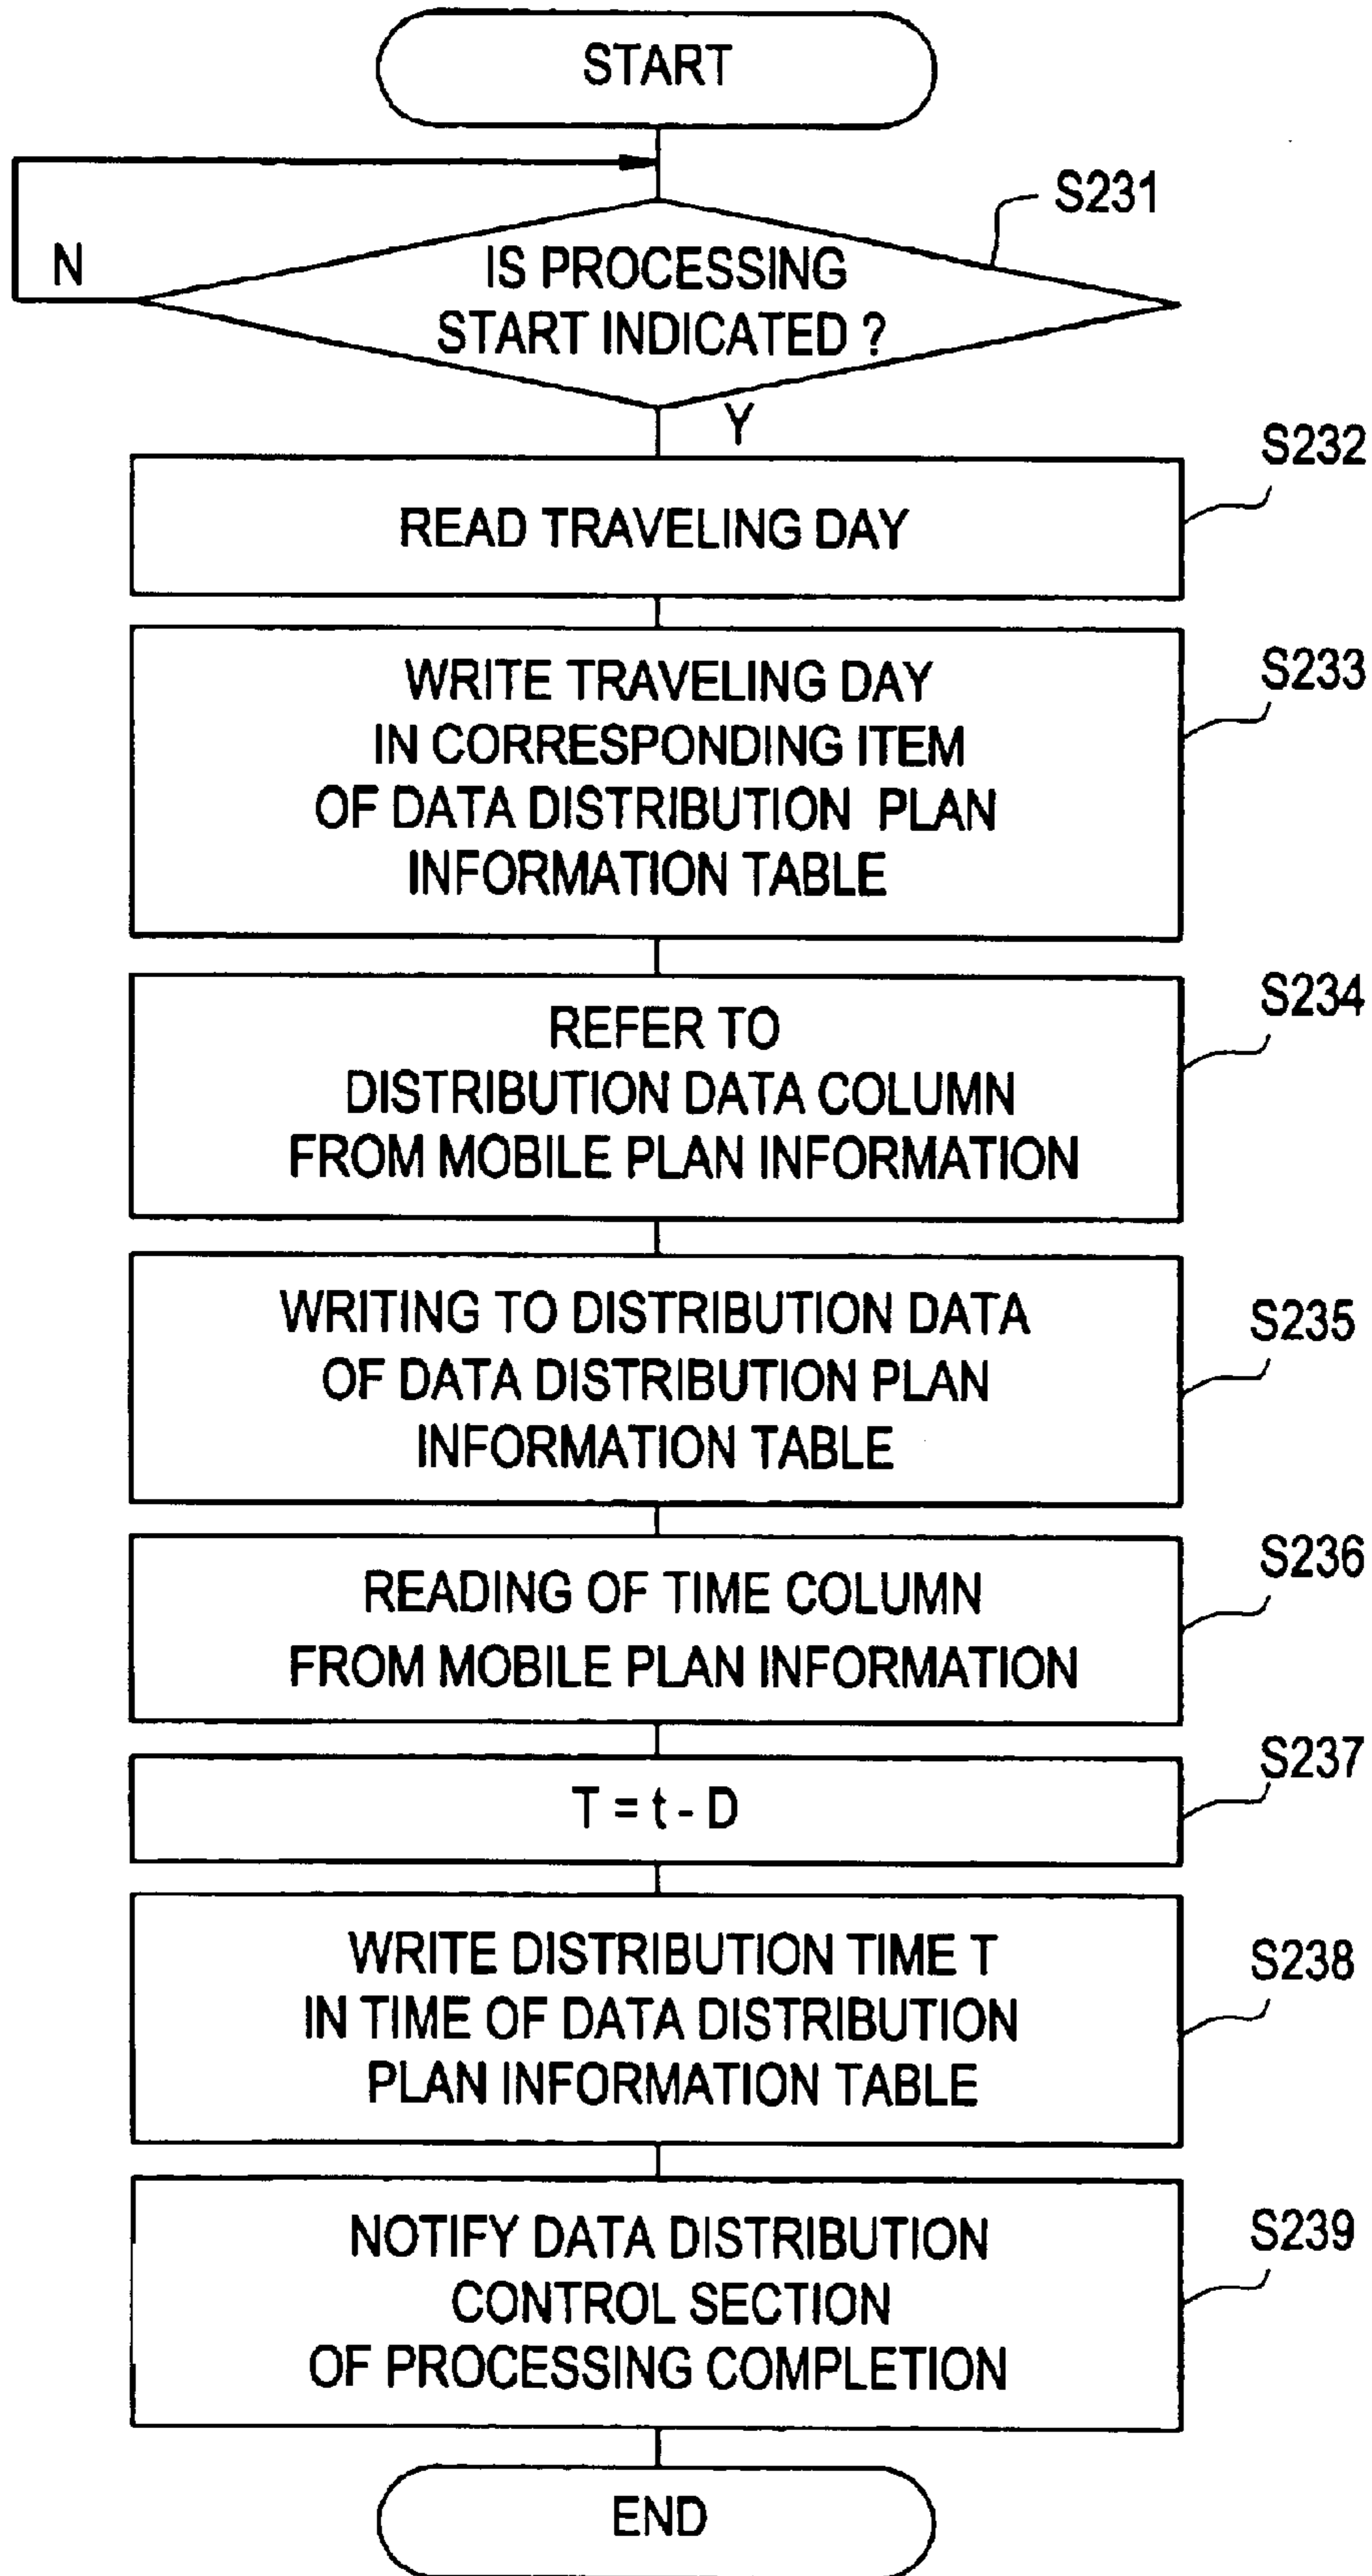 START
S231
IS PROCESSING
START INDICATED ?
N
Y
S232
READ TRAVELING DAY
S233
WRITE TRAVELING DAY
IN CORRESPONDING ITEM
OF DATA DISTRIBUTION PLAN
INFORMATION TABLE
S234
REFER TO
DISTRIBUTION DATA COLUMN
FROM MOBILE PLAN INFORMATION
S235
WRITING TO DISTRIBUTION DATA
OF DATA DISTRIBUTION PLAN
INFORMATION TABLE
S236
READING OF TIME COLUMN
FROM MOBILE PLAN INFORMATION
S237
T = t - D
S238
WRITE DISTRIBUTION TIME T
IN TIME OF DATA DISTRIBUTION
PLAN INFORMATION TABLE
S239
NOTIFY DATA DISTRIBUTION
CONTROL SECTION
OF PROCESSING COMPLETION
END